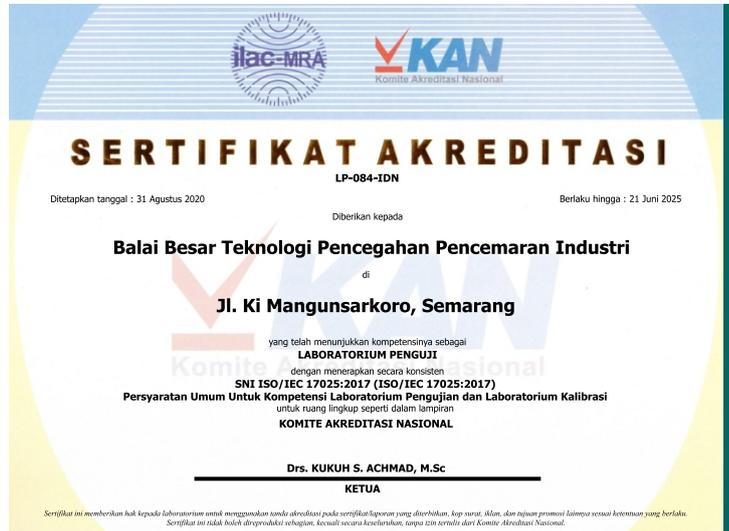 ilac-MRA
KAN
Komite Akreditasi Nasional
SERTIFIKAT AKREDITASI
LP-084-IDN
Ditetapkan tanggal : 31 Agustus 2020
Berlaku hingga : 21 Juni 2025
Diberikan kepada
Balai Besar Teknologi Pencegahan Pencemaran Industri
di
Jl. Ki Mangunsarkoro, Semarang
yang telah menunjukkan kompetensinya sebagai
LABORATORIUM PENGUJI
dengan menerapkan secara konsisten
SNI ISO/IEC 17025:2017 (ISO/IEC 17025:2017)
Persyaratan Umum Untuk Kompetensi Laboratorium Pengujian dan Laboratorium Kalibrasi
untuk ruang lingkup seperti dalam lampiran
KOMITE AKREDITASI NASIONAL
KAN
Komite Akreditasi Nasional
Drs. KUKUH S. ACHMAD, M.Sc
KETUA
Sertifikat ini memberikan hak kepada laboratorium untuk menggunakan tanda akreditasi pada sertifikat/laporan yang diterbitkan, kop surat, iklan, dan tujuan promosi lainnya sesuai ketentuan yang berlaku.
Sertifikat ini tidak boleh direproduksi sebagian, kecuali secara keseluruhan, tanpa izin tertulis dari Komite Akreditasi Nasional.